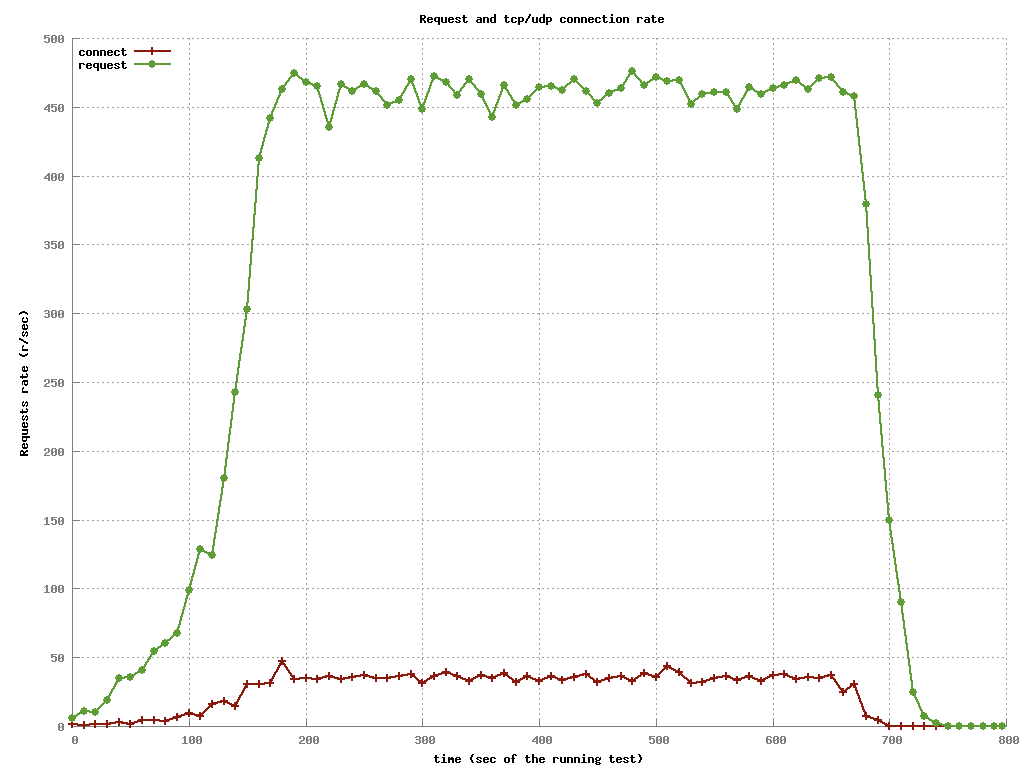 Request and tcp/udp connection rate
connect
request
500
450
400
350
300
250
200
150
100
50
0
Requests rate (r/sec)
0 100 200 300 400 500 600 700 800
time (sec of the running test)